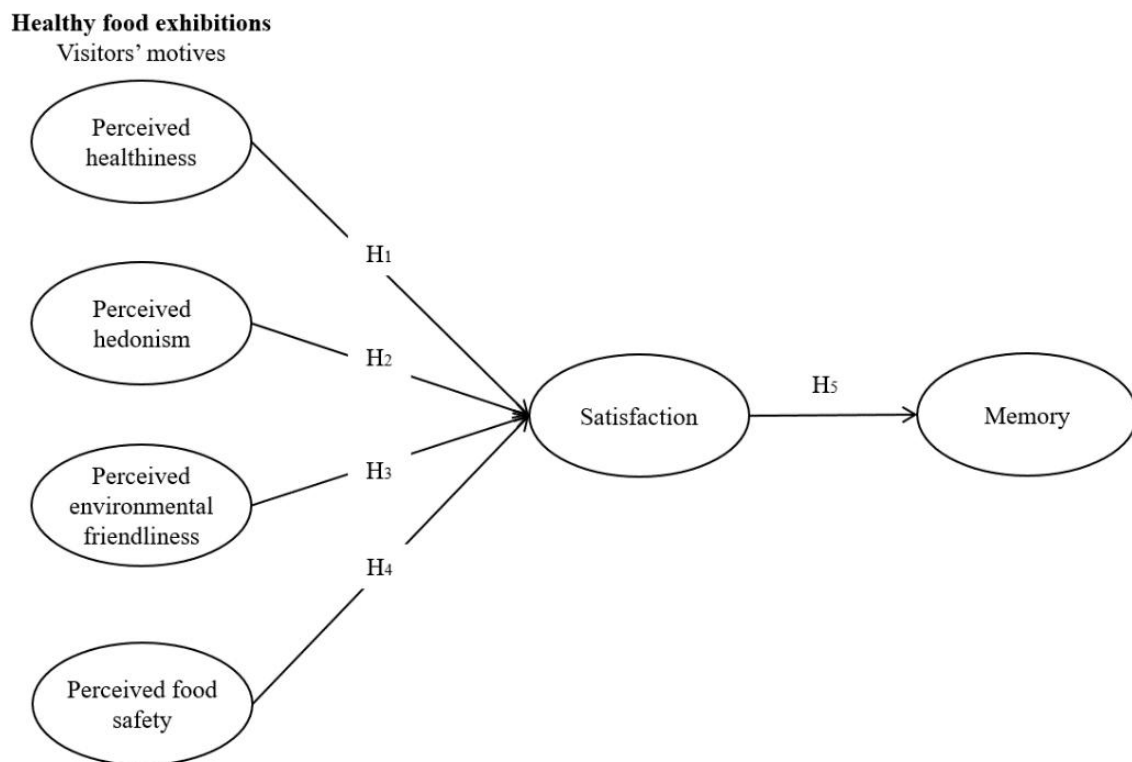 Healthy food exhibitions
Visitors' motives
Perceived
healthiness
H1
Perceived
hedonism
H2
Perceived
environmental
friendliness
H3
Perceived food
safety
H4
Satisfaction
H5
Memory